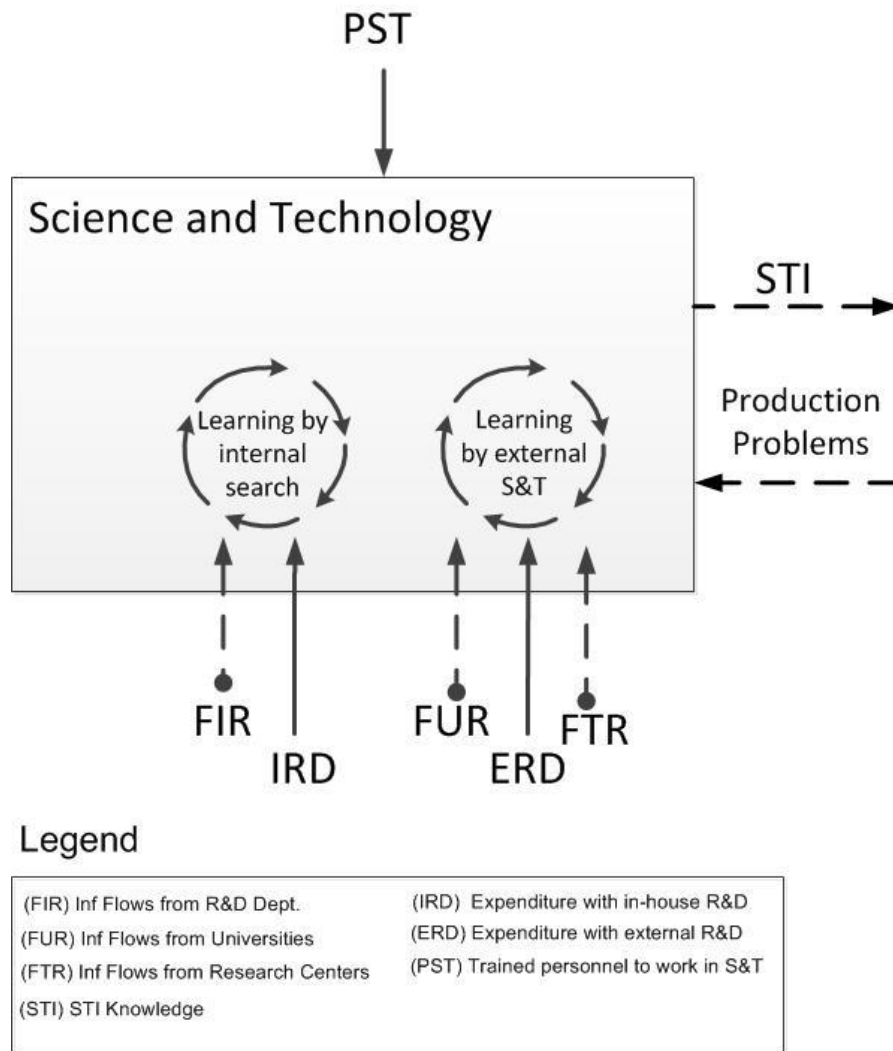 PST
Science and Technology
STI
Production
Problems
Learning by
internal
search
Learning
by external
S&T
FIR
IRD
FUR
ERD
FTR
Legend
(FIR) Inf Flows from R&D Dept.
(FUR) Inf Flows from Universities
(FTR) Inf Flows from Research Centers
(STI) STI Knowledge
(IRD) Expenditure with in-house R&D
(ERD) Expenditure with external R&D
(PST) Trained personnel to work in S&T